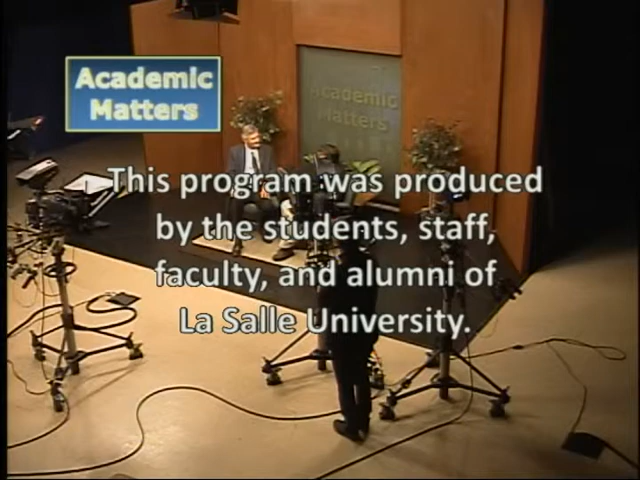 Academic
Matters
Academic
Matters
This program was produced
by the students, staff,
faculty, and alumni of
La Salle University.